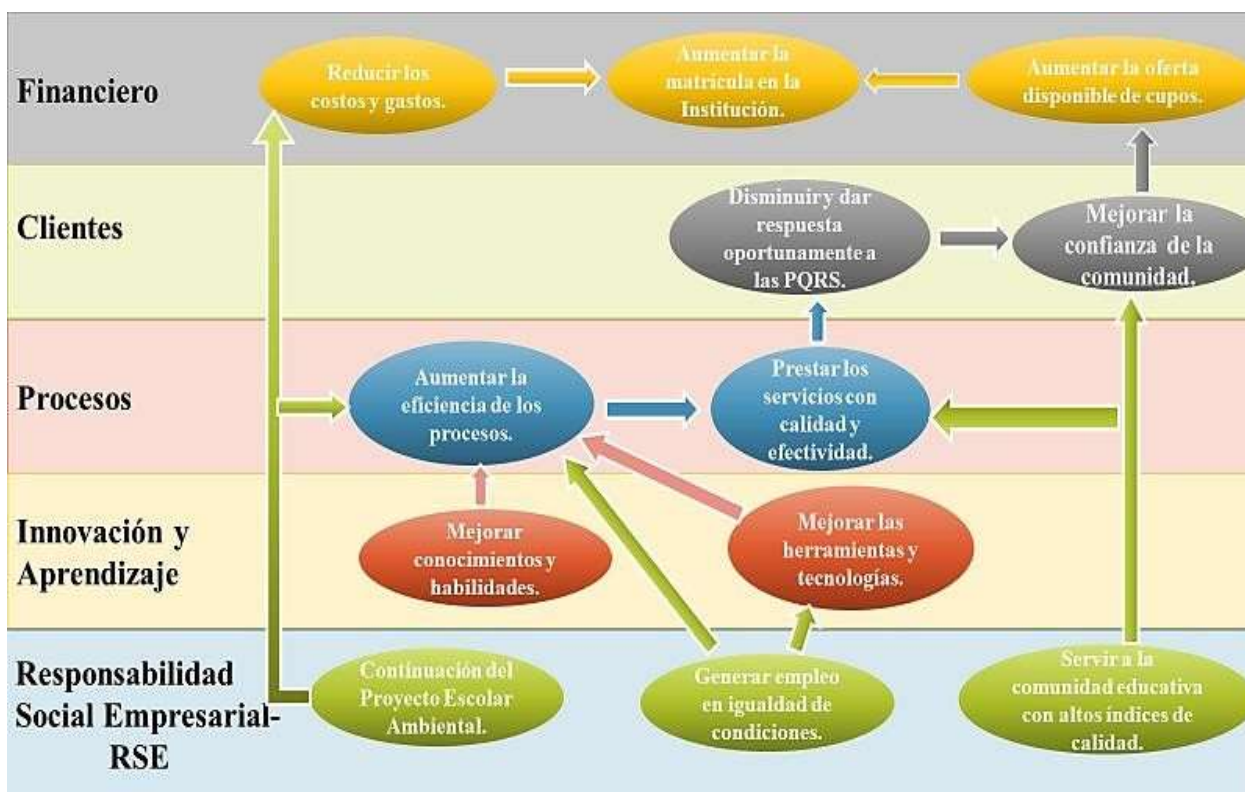 Financiero
Reducir los
costos y gastos.
Aumentar la
matrícula en la
Institución.
Aumentar la oferta
disponible de cupos.
Clientes
Disminuir y dar
respuesta
oportunamente a
las PQRS.
Mejorar la
confianza de la
comunidad.
Procesos
Aumentar la
eficiencia de los
procesos.
Prestar los
servicios con
calidad y
efectividad.
Innovación y
Aprendizaje
Mejorar
conocimientos y
habilidades.
Mejorar las
herramientas y
tecnologías.
Responsabilidad
Social Empresarial-
RSE
Continuación del
Proyecto Escolar
Ambiental.
Generar empleo
en igualdad de
condiciones.
Servir a la
comunidad educativa
con altos índices de
calidad.